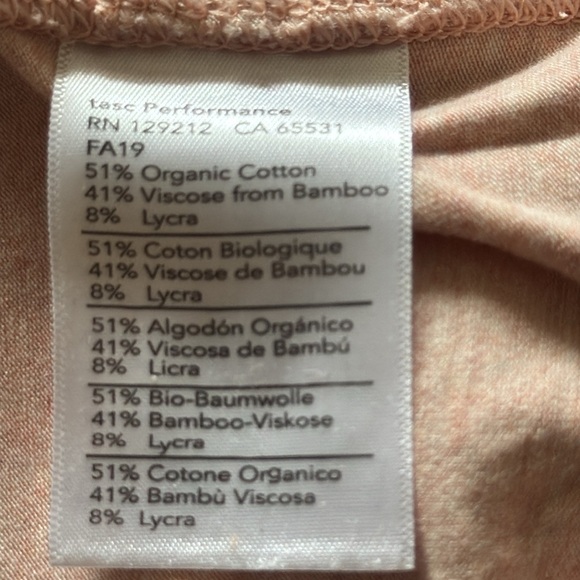 tasc Performance
RN 129212 CA 65531
FA19
51% Organic Cotton
41% Viscose from Bamboo
8% Lycra
51% Coton Biologique
41% Viscose de Bambou
8% Lycra
51% Algodón Orgánico
41% Viscosa de Bambú
8% Licra
51% Bio-Baumwolle
41% Bamboo-Viskose
8% Lycra
51% Cotone Organico
41% Bambù Viscosa
8% Lycra